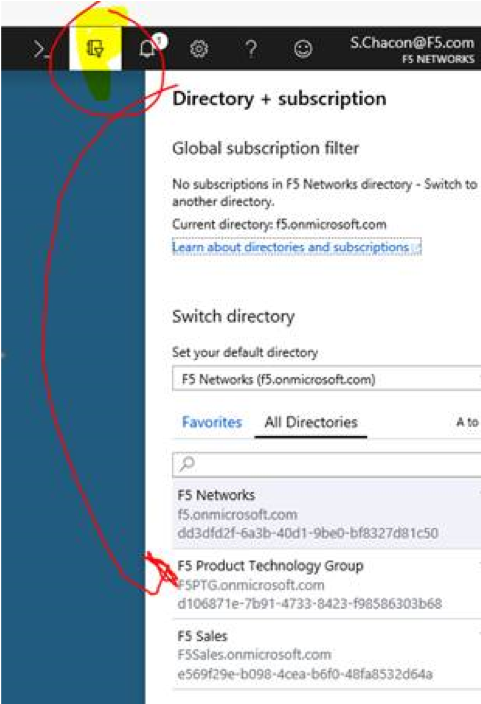 >_
1
?
S.Chacon@F5.com
F5 NETWORKS
Directory + subscription
Global subscription filter
No subscriptions in F5 Networks directory - Switch to
another directory.
Current directory: f5.onmicrosoft.com
Learn about directories and subscriptions
Switch directory
Set your default directory
F5 Networks (f5.onmicrosoft.com)
Favorites All Directories A to
F5 Networks
f5.onmicrosoft.com
dd3dfd2f-6a3b-40d1-9be0-bf8327d81c50
F5 Product Technology Group
F5PTG.onmicrosoft.com
d106871e-7b91-4733-8423-f98586303b68
F5 Sales
F5Sales.onmicrosoft.com
e569f29e-b098-4cea-b6f0-48fa8532d64a